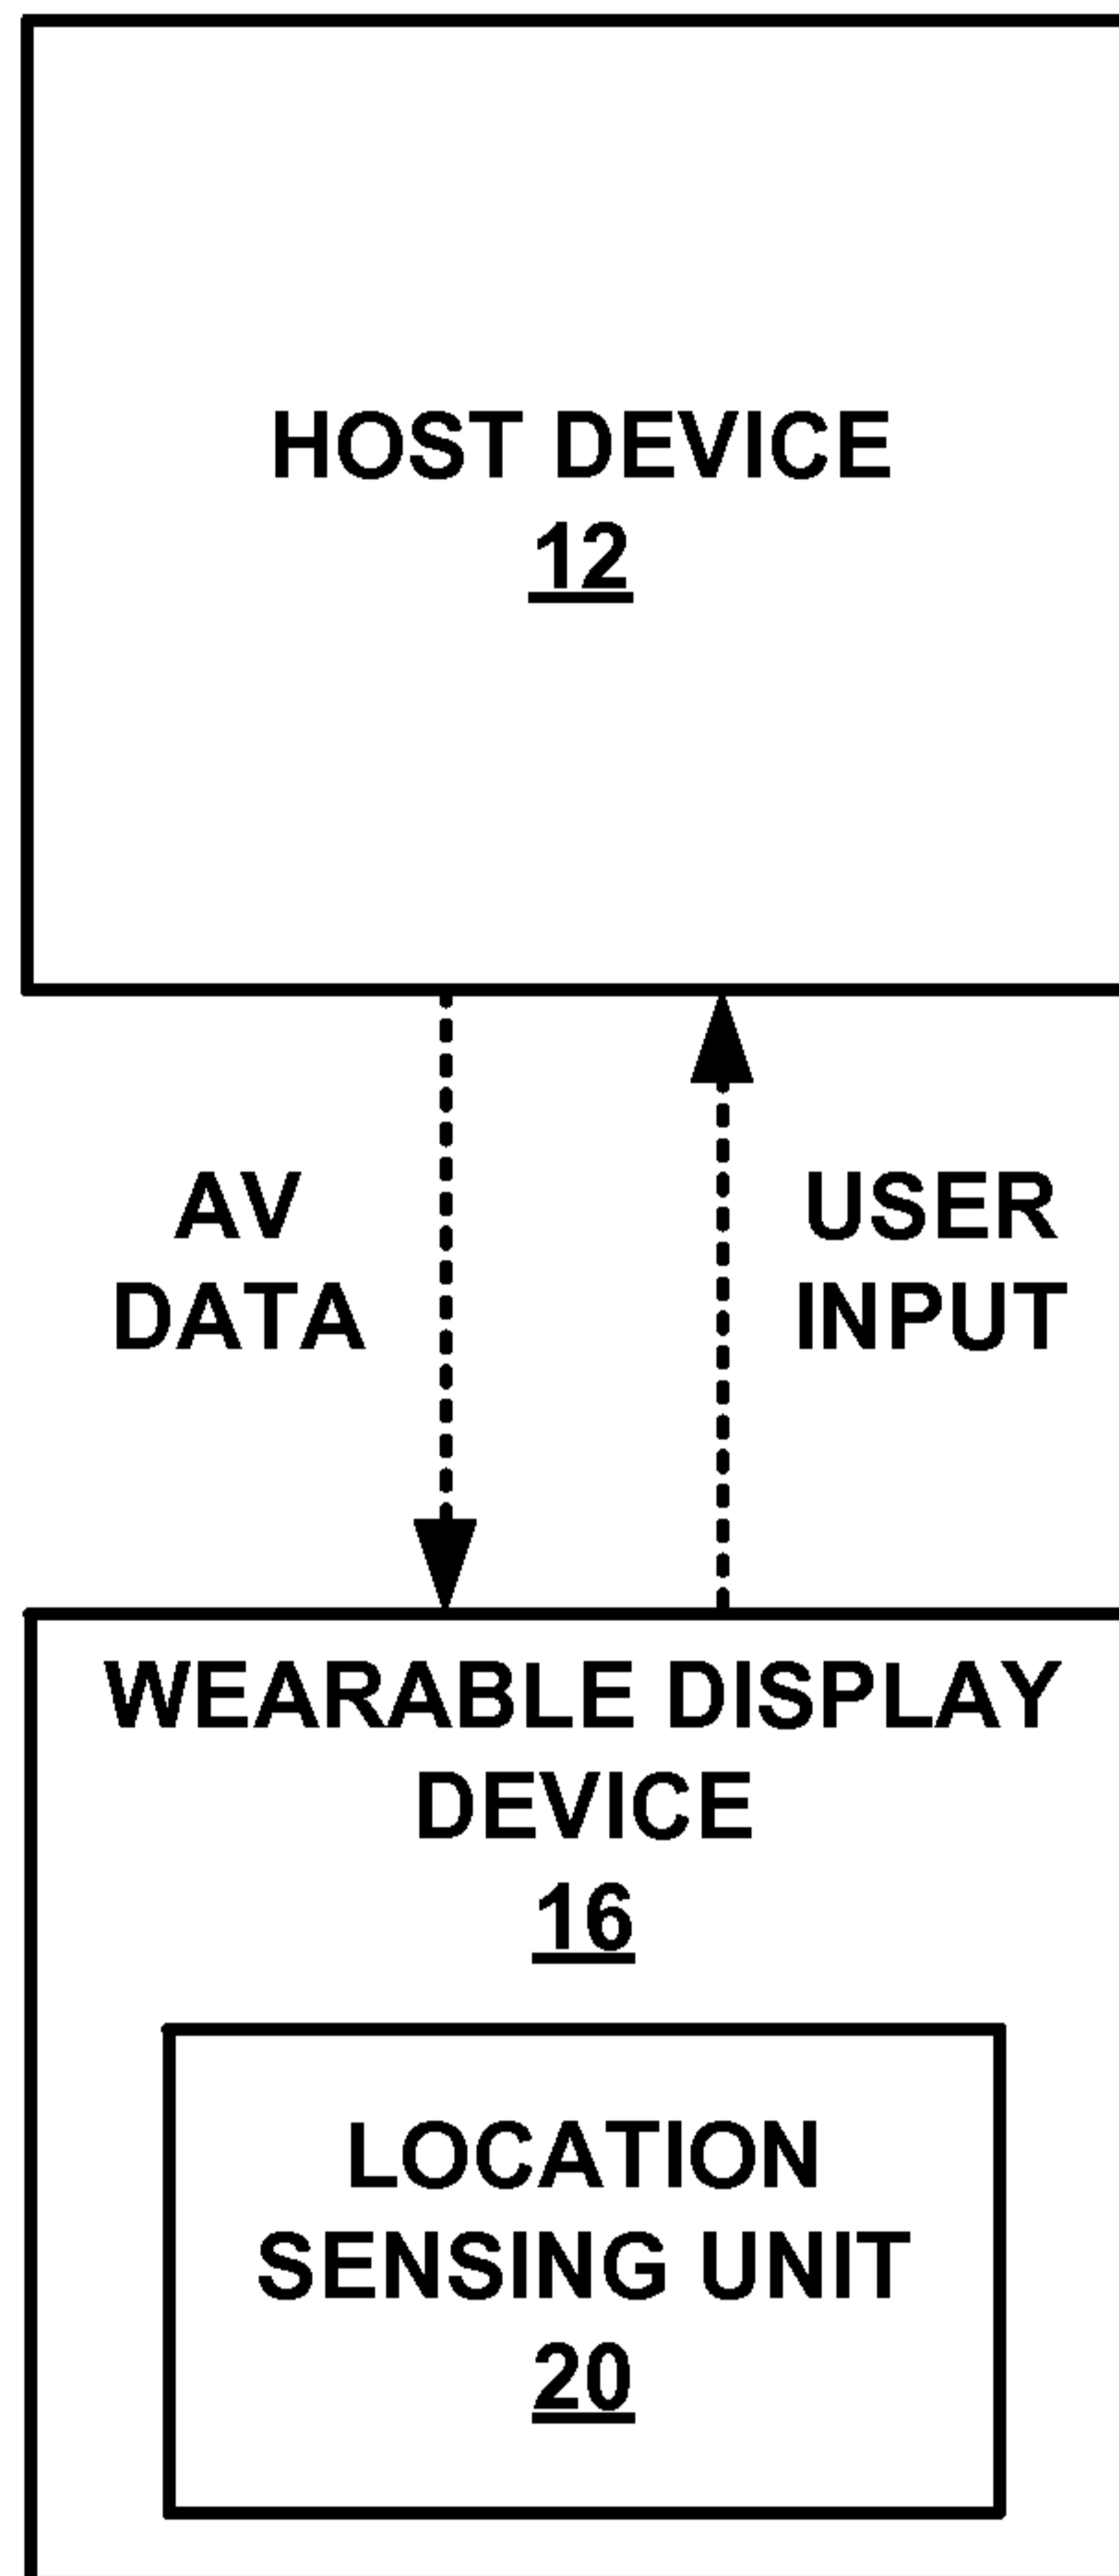 HOST DEVICE
12
AV
DATA
USER
INPUT
WEARABLE DISPLAY
DEVICE
16
LOCATION
SENSING UNIT
20